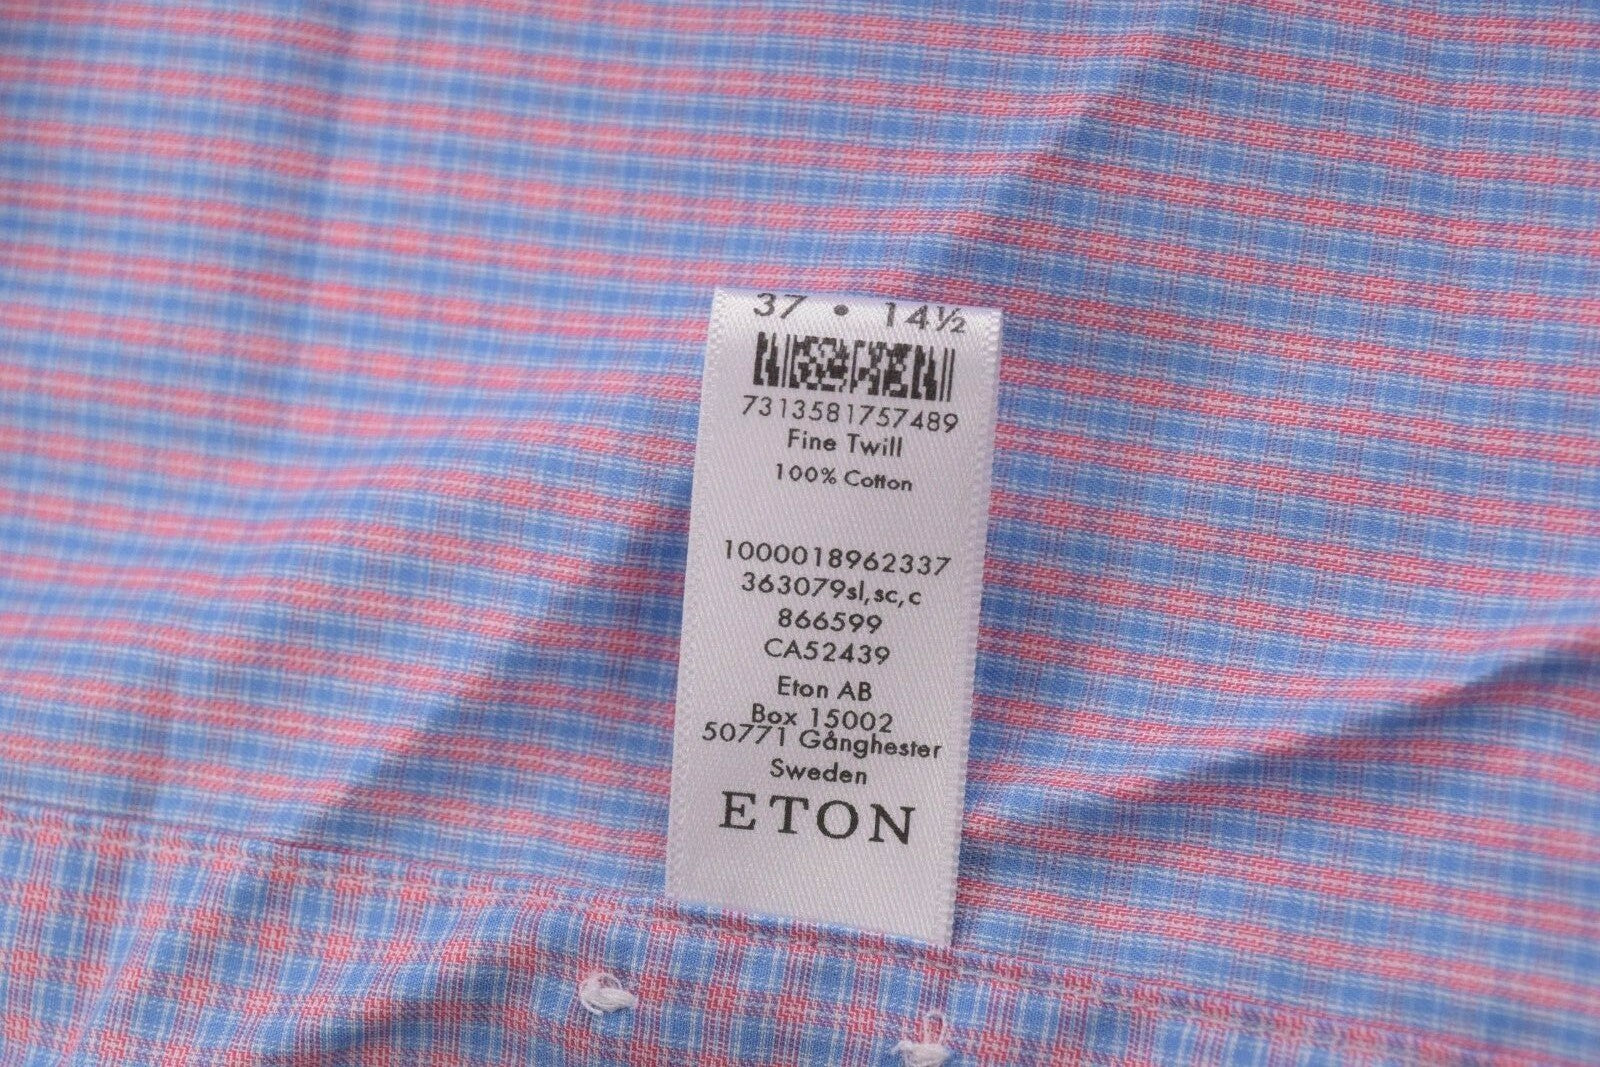 37 • 14½
7313581757489
Fine Twill
100% Cotton
1000018962337
363079sl,sc,c
866599
CA52439
Eton AB
Box 15002
50771 Gånghester
Sweden
ETON